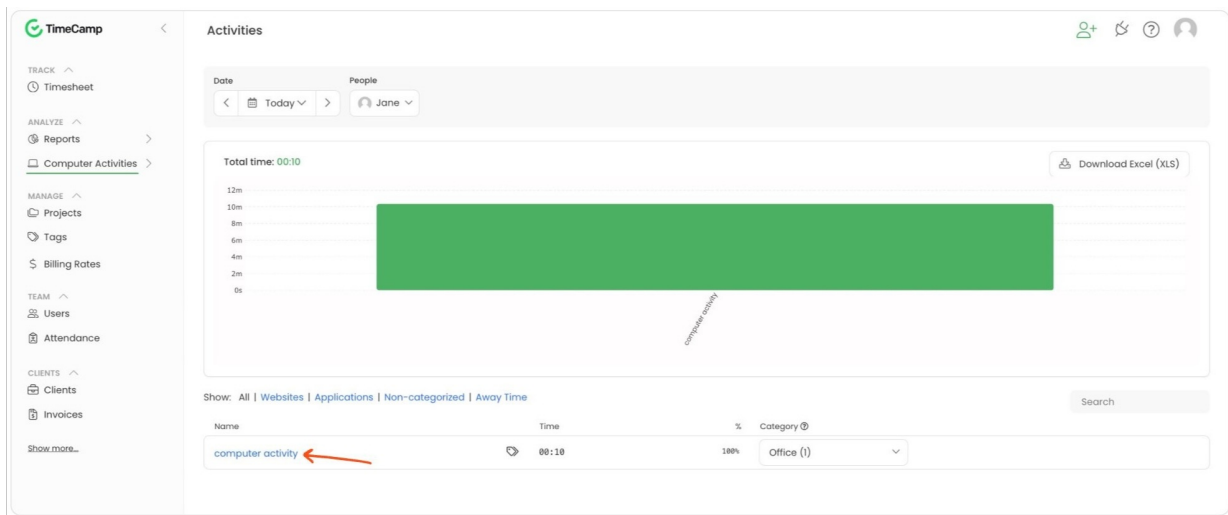 TimeCamp
Activities
TRACK
Timesheet
ANALYZE
Reports
Computer Activities
MANAGE
Projects
Tags
Billing Rates
TEAM
Users
Attendance
CLIENTS
Clients
Invoices
Show more...
Date People
Today Jane
Total time: 00:10
Download Excel (XLS)
12m
10m
8m
6m
4m
2m
0s
computer activity
Show: All | Websites | Applications | Non-categorized | Away Time
Search
Name Time % Category
computer activity 00:10 100% Office (1)